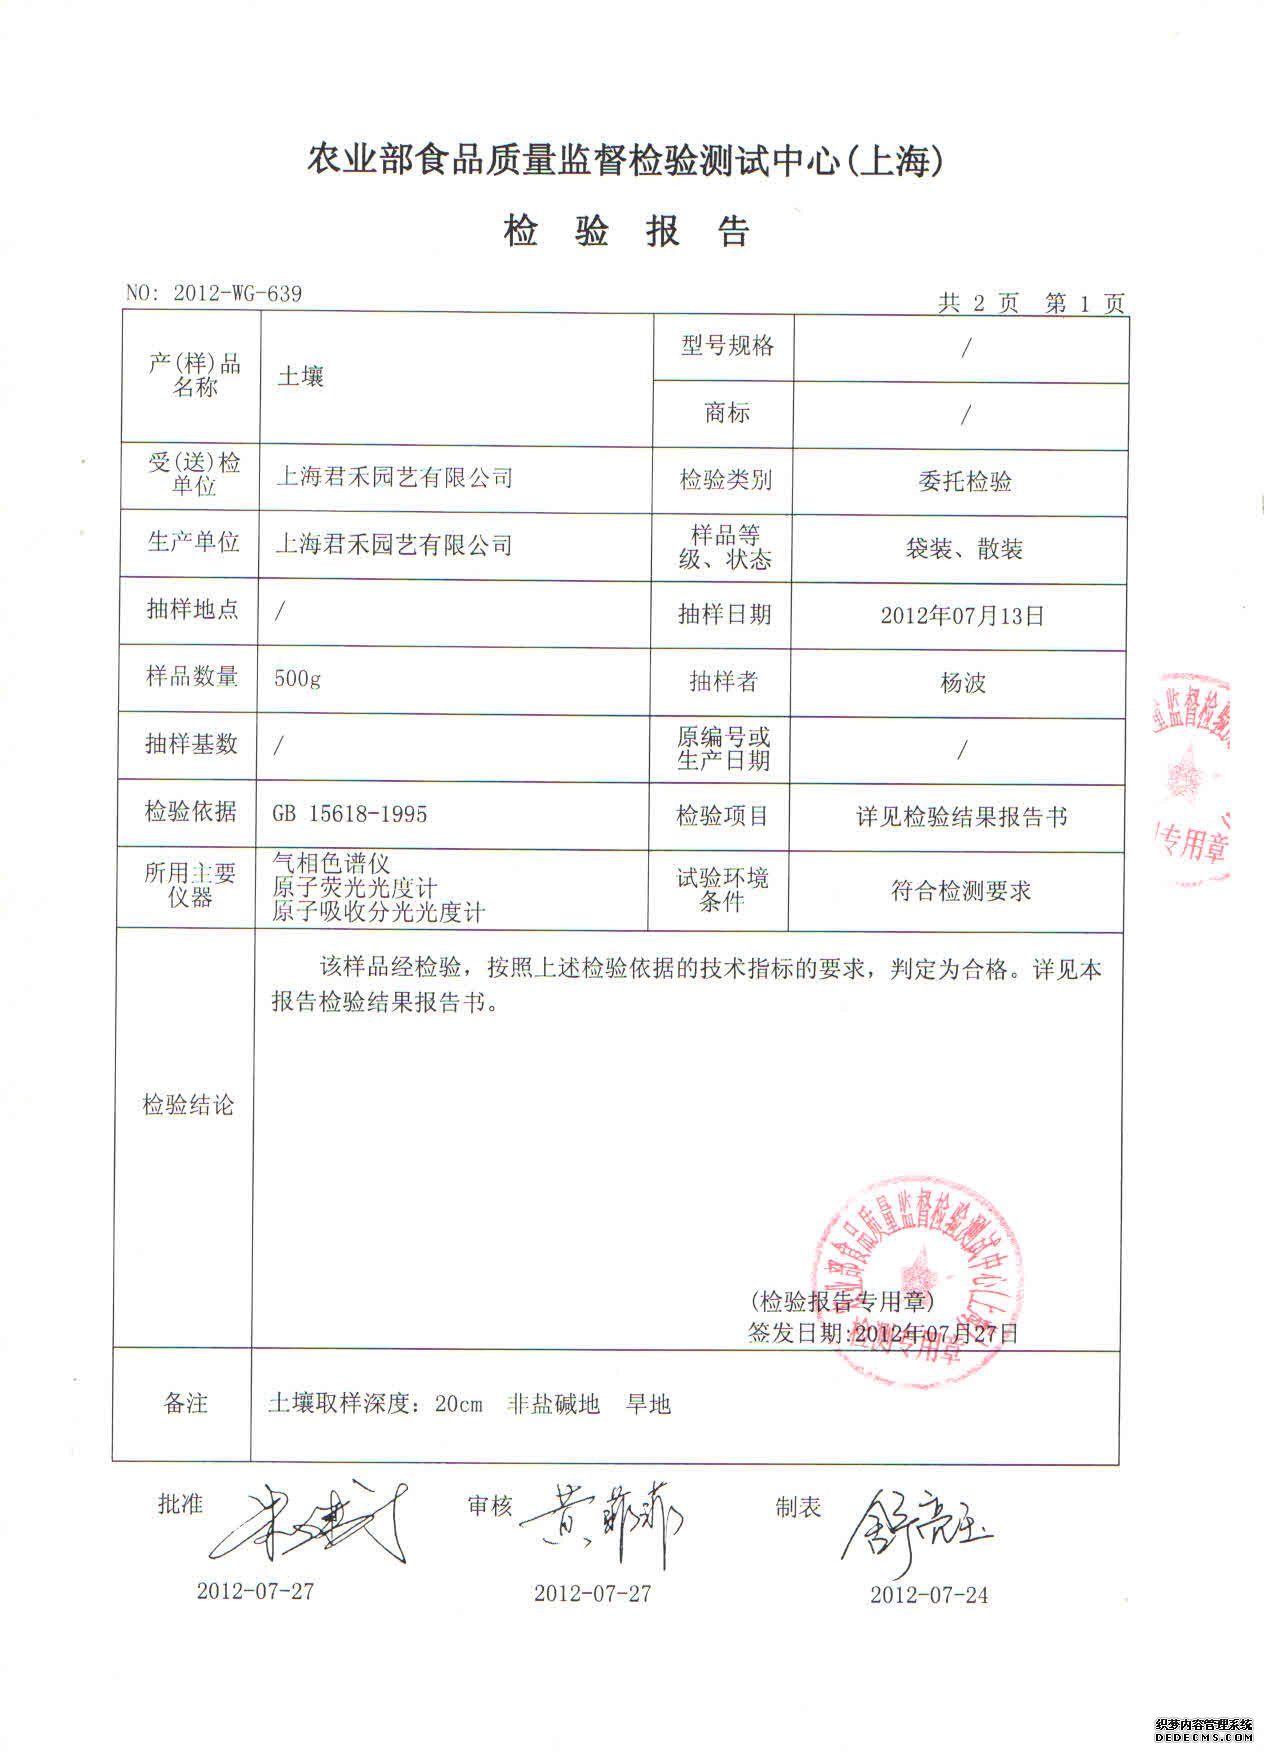 农业部食品质量监督检验测试中心(上海)
检 验 报 告
NO: 2012-WG-639
共 2 页 第 1 页
产(样)品
名称
土壤
型号规格
/
商标
/
受(送)检
单位
上海君禾园艺有限公司
检验类别
委托检验
生产单位
上海君禾园艺有限公司
样品等
级、状态
袋装、散装
抽样地点
/
抽样日期
2012年07月13日
样品数量
500g
抽样者
杨波
抽样基数
/
原编号或
生产日期
/
检验依据
GB 15618-1995
检验项目
详见检验结果报告书
所用主要
仪器
气相色谱仪
原子荧光光度计
原子吸收分光光度计
试验环境
条件
符合检测要求
检验结论
该样品经检验，按照上述检验依据的技术指标的要求，判定为合格。详见本
报告检验结果报告书。
(检验报告专用章)
签发日期:2012年07月27日
农业部食品质量监督检验测试中心(上海)
检测专用章
量监督检验
专用章
备注
土壤取样深度：20cm 非盐碱地 旱地
批准
审核 黄菲菲
制表 舒亮玉
2012-07-27
2012-07-27
2012-07-24
织梦内容管理系统
DEDECMS.COM